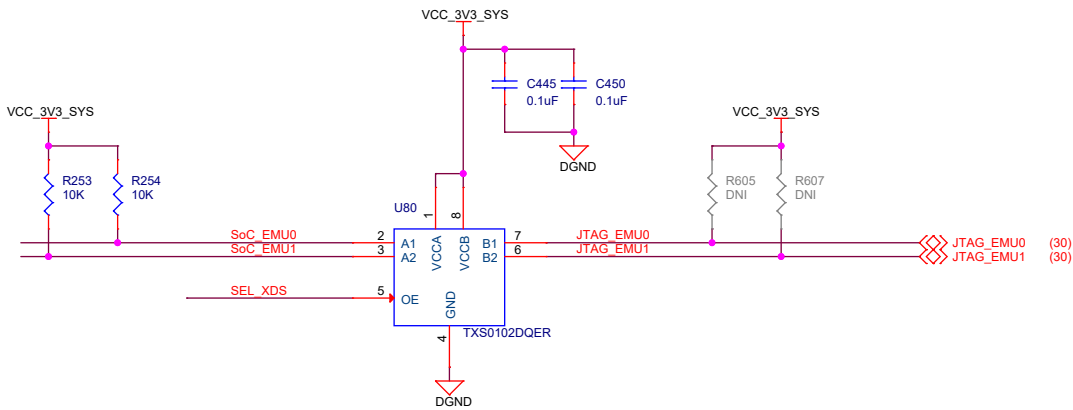 VCC_3V3_SYS
C445
0.1uF
C450
0.1uF
VCC_3V3_SYS
VCC_3V3_SYS
DGND
R253
10K
R254
10K
R605
DNI
R607
DNI
U80
1
8
VCCA
VCCB
SoC_EMU0
2
A1
B1
7
JTAG_EMU0
JTAG_EMU0 (30)
SoC_EMU1
3
A2
B2
6
JTAG_EMU1
JTAG_EMU1 (30)
SEL_XDS
5
OE
GND
4
TXS0102DQER
DGND